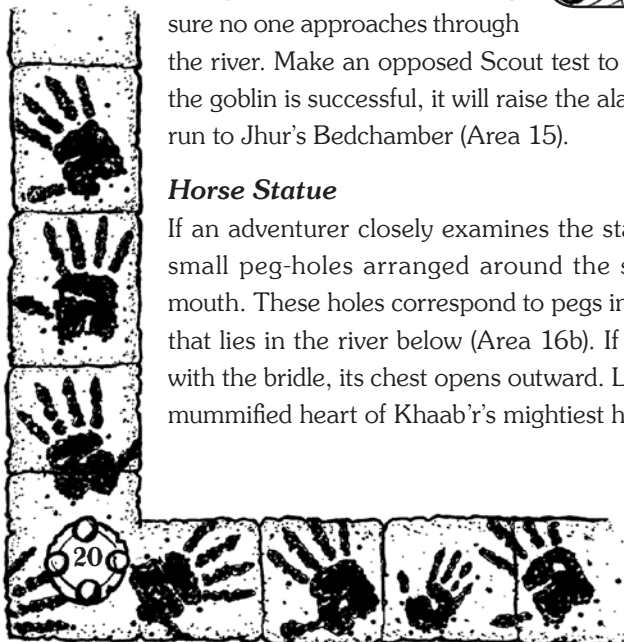 sure no one approaches through
the river. Make an opposed Scout test to
the goblin is successful, it will raise the
run to Jhur's Bedchamber (Area 15).
Horse Statue
If an adventurer closely examines the
small peg-holes arranged around the
mouth. These holes correspond to pegs
that lies in the river below (Area 16b). If
with the bridle, its chest opens outward.
mummified heart of Khaab'r's mightiest
20